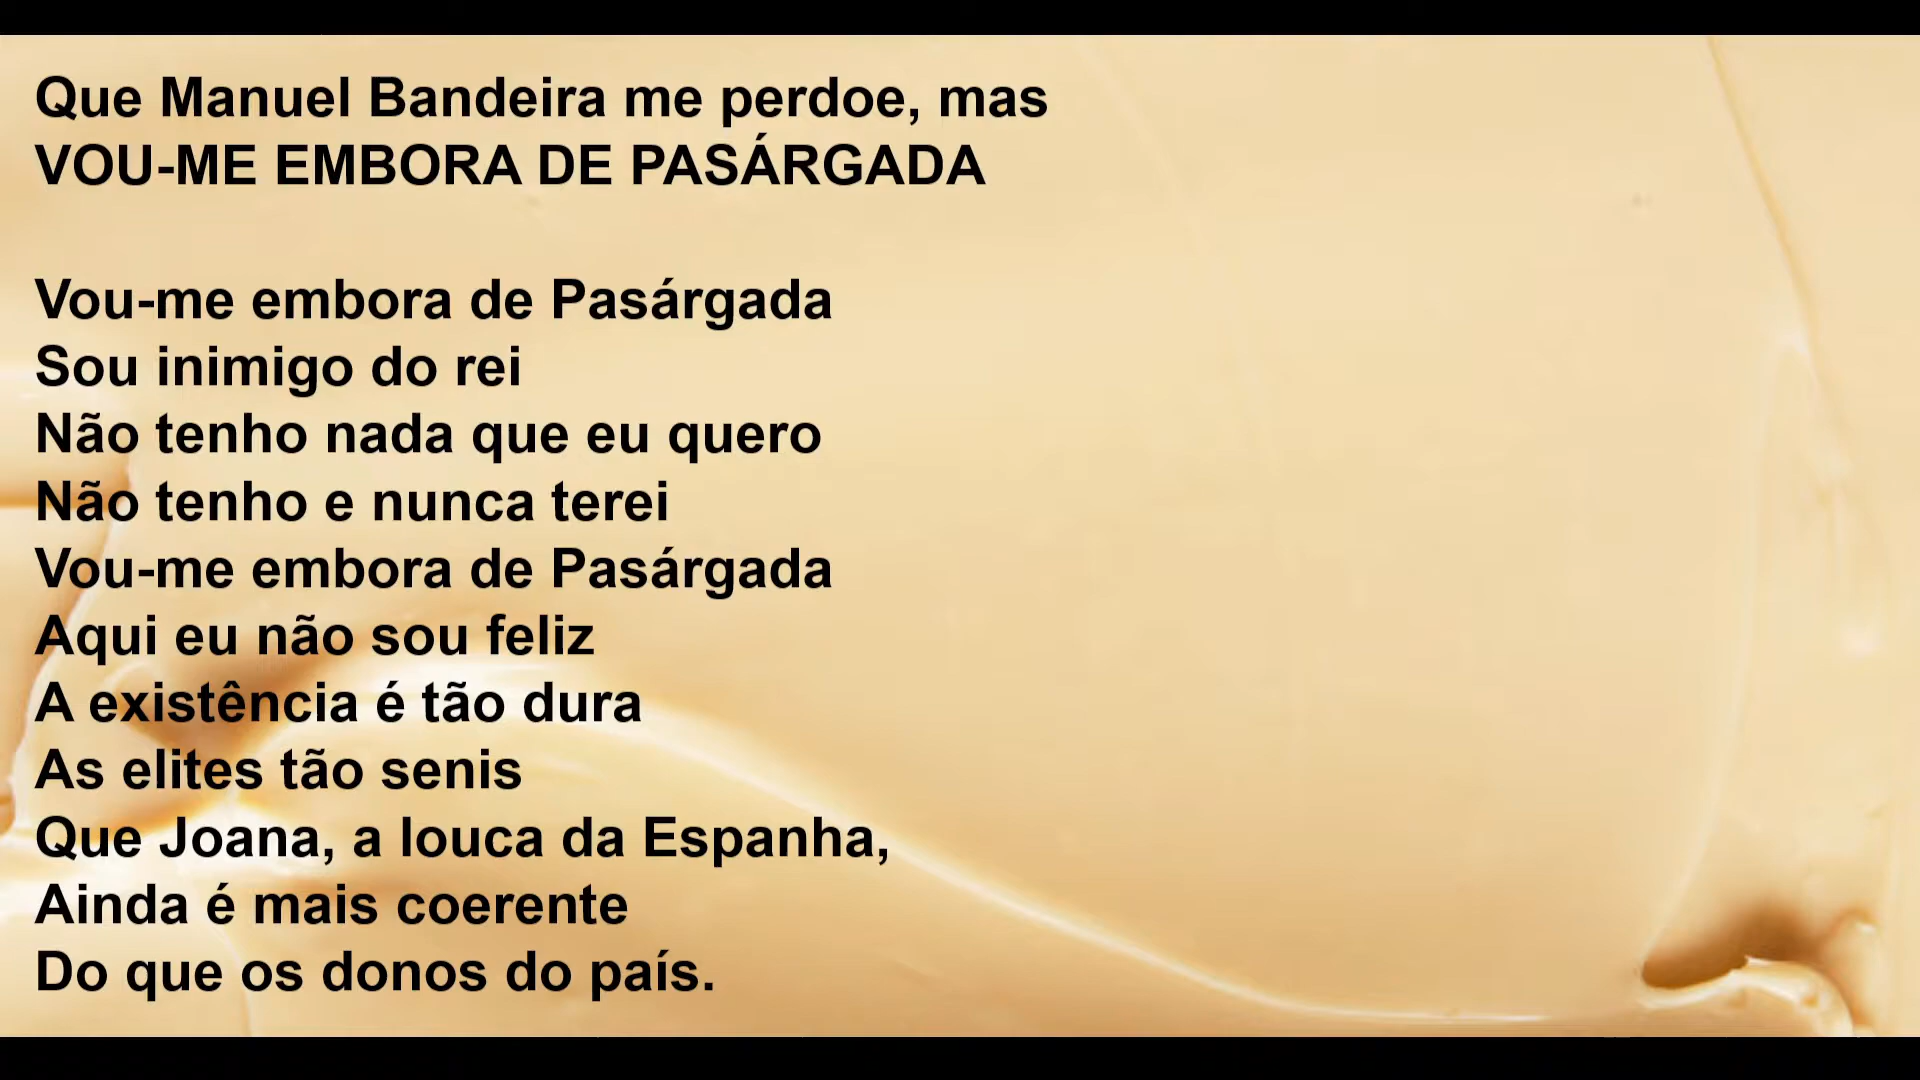 Que Manuel Bandeira me perdoe, mas
VOU-ME EMBORA DE PASÁRGADA
Vou-me embora de Pasárgada
Sou inimigo do rei
Não tenho nada que eu quero
Não tenho e nunca terei
Vou-me embora de Pasárgada
Aqui eu não sou feliz
A existência é tão dura
As elites tão senis
Que Joana, a louca da Espanha,
Ainda é mais coerente
Do que os donos do país.